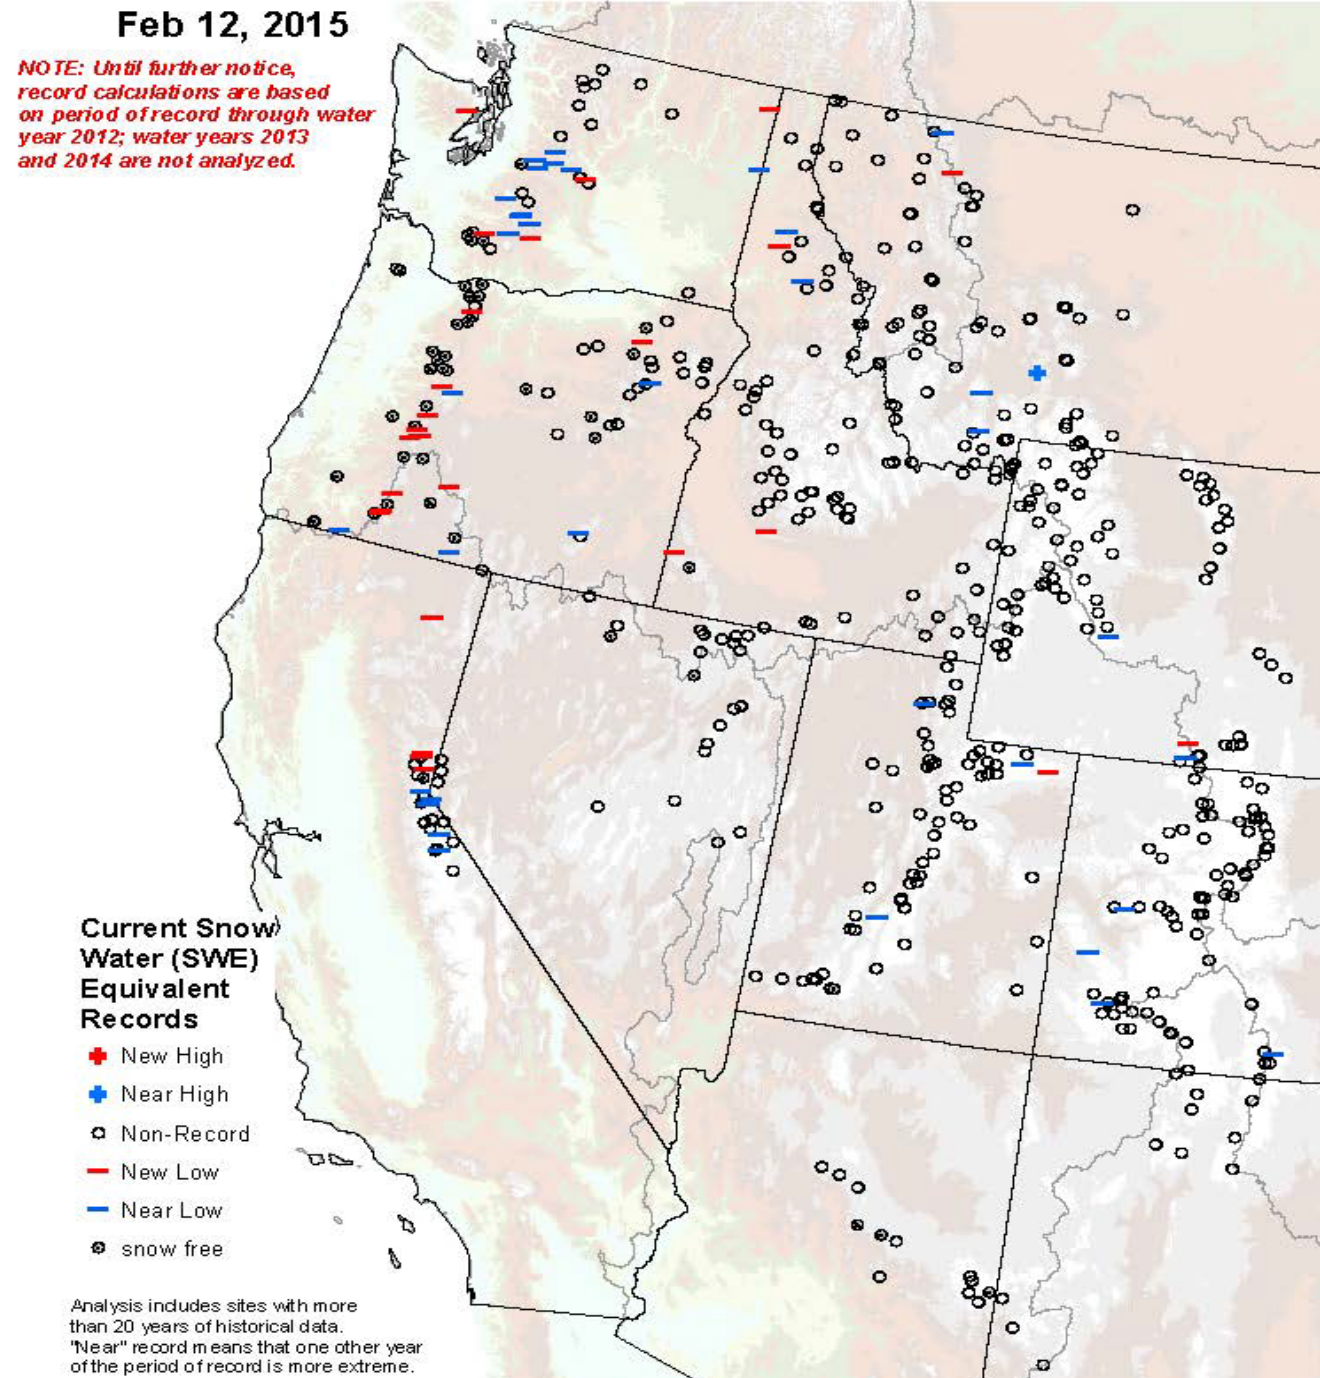 Feb 12, 2015
NOTE: Until further notice,
record calculations are based
on period of record through water
year 2012; water years 2013
and 2014 are not analyzed.
Current Snow
Water (SWE)
Equivalent
Records
New High
Near High
Non-Record
New Low
Near Low
snow free
Analysis includes sites with more
than 20 years of historical data.
"Near" record means that one other year
of the period of record is more extreme.